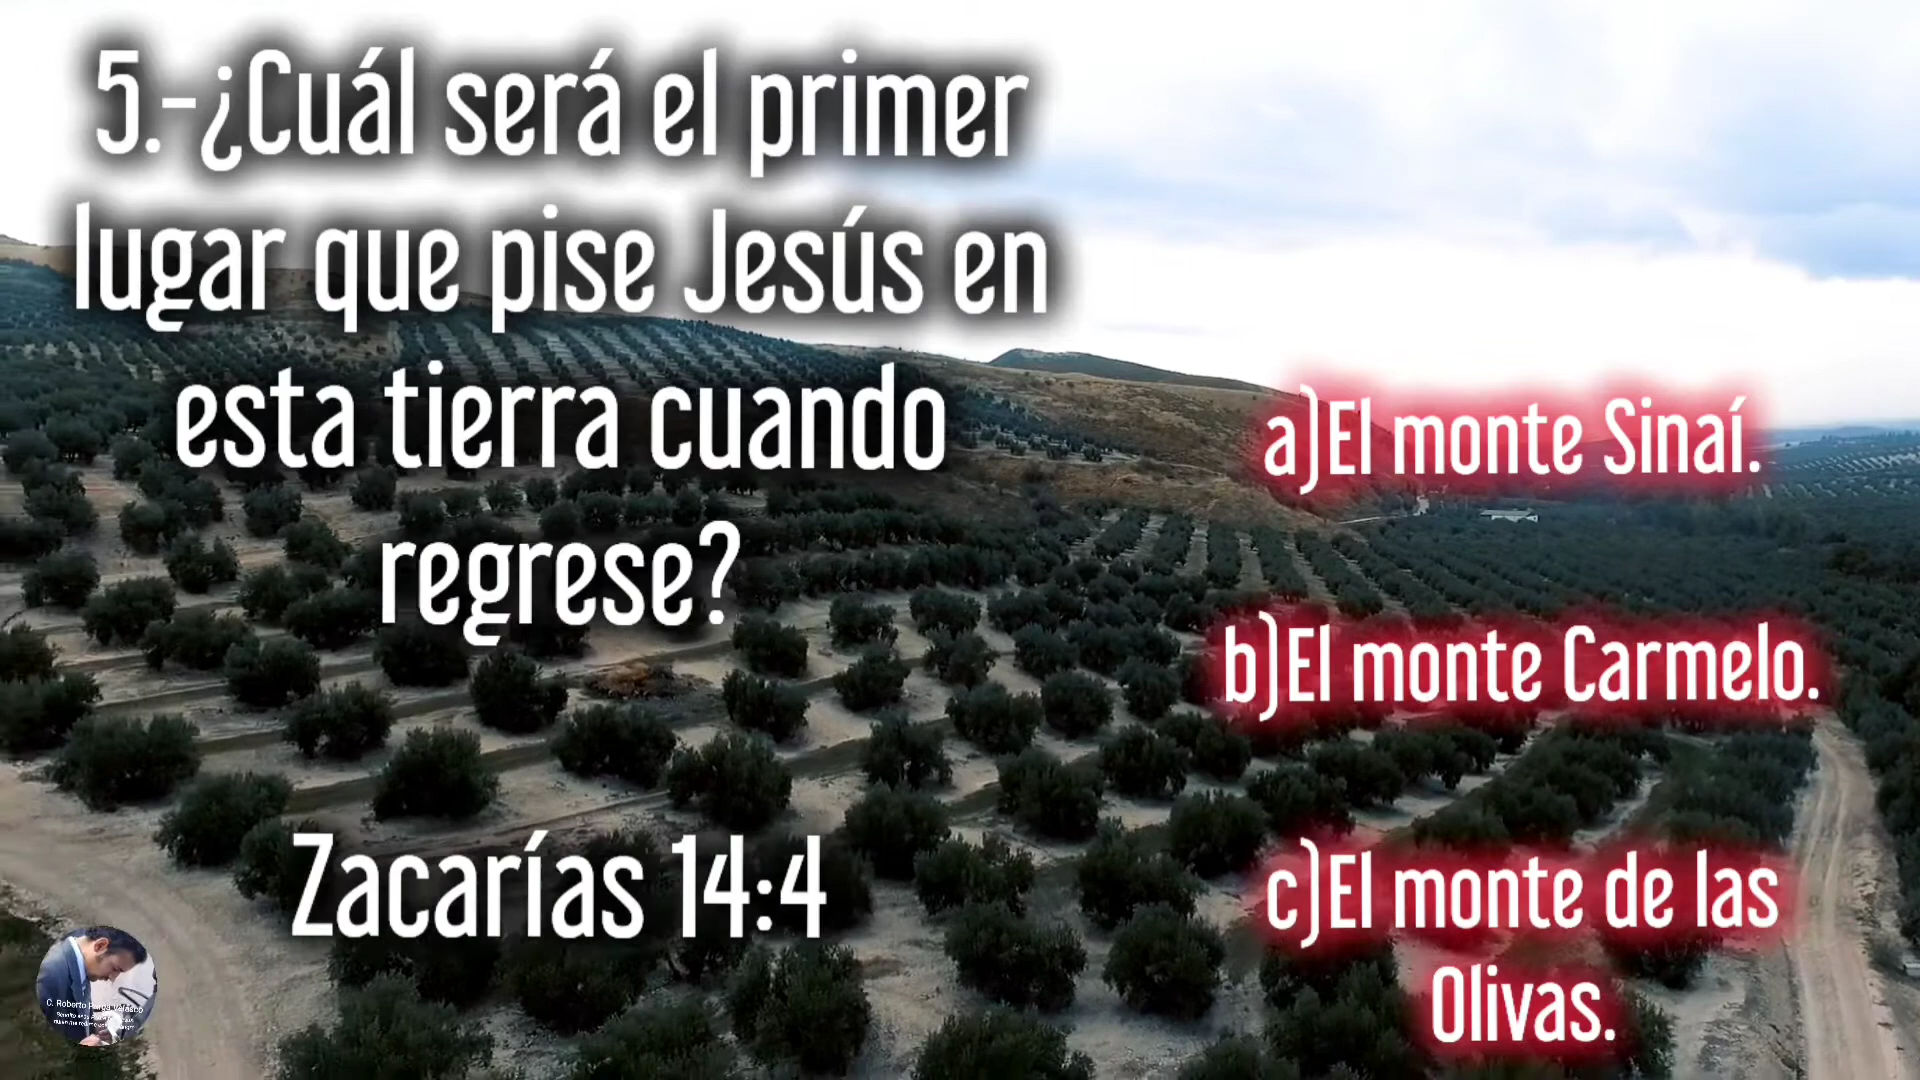 5.-¿Cuál será el primer
lugar que pise Jesús en
esta tierra cuando
regrese?
Zacarías 14:4
a)El monte Sinaí.
b)El monte Carmelo.
c)El monte de las
Olivas.
C. Roberto